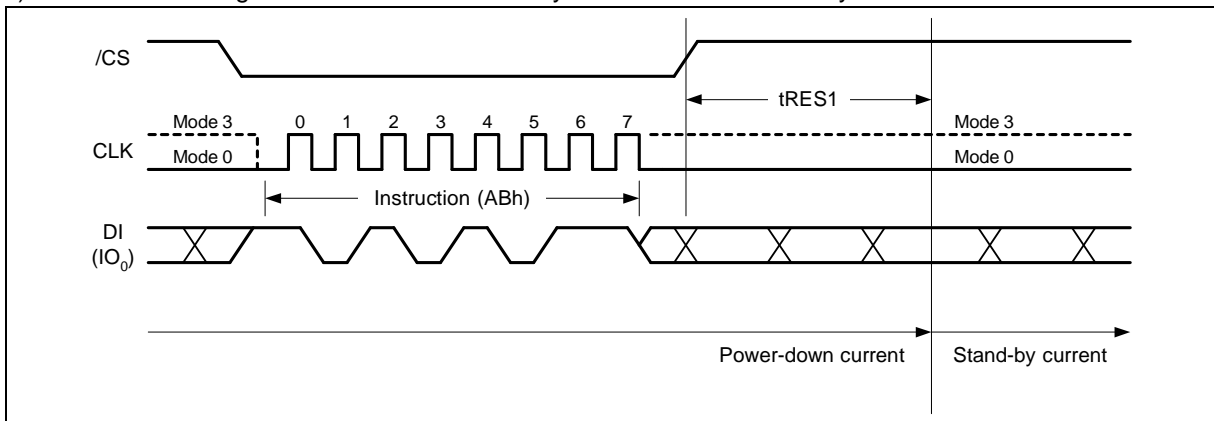 /CS
tRES1
Mode 3 0 1 2 3 4 5 6 7 Mode 3
CLK
Mode 0 Mode 0
Instruction (ABh)
DI
(IO0)
Power-down current Stand-by current